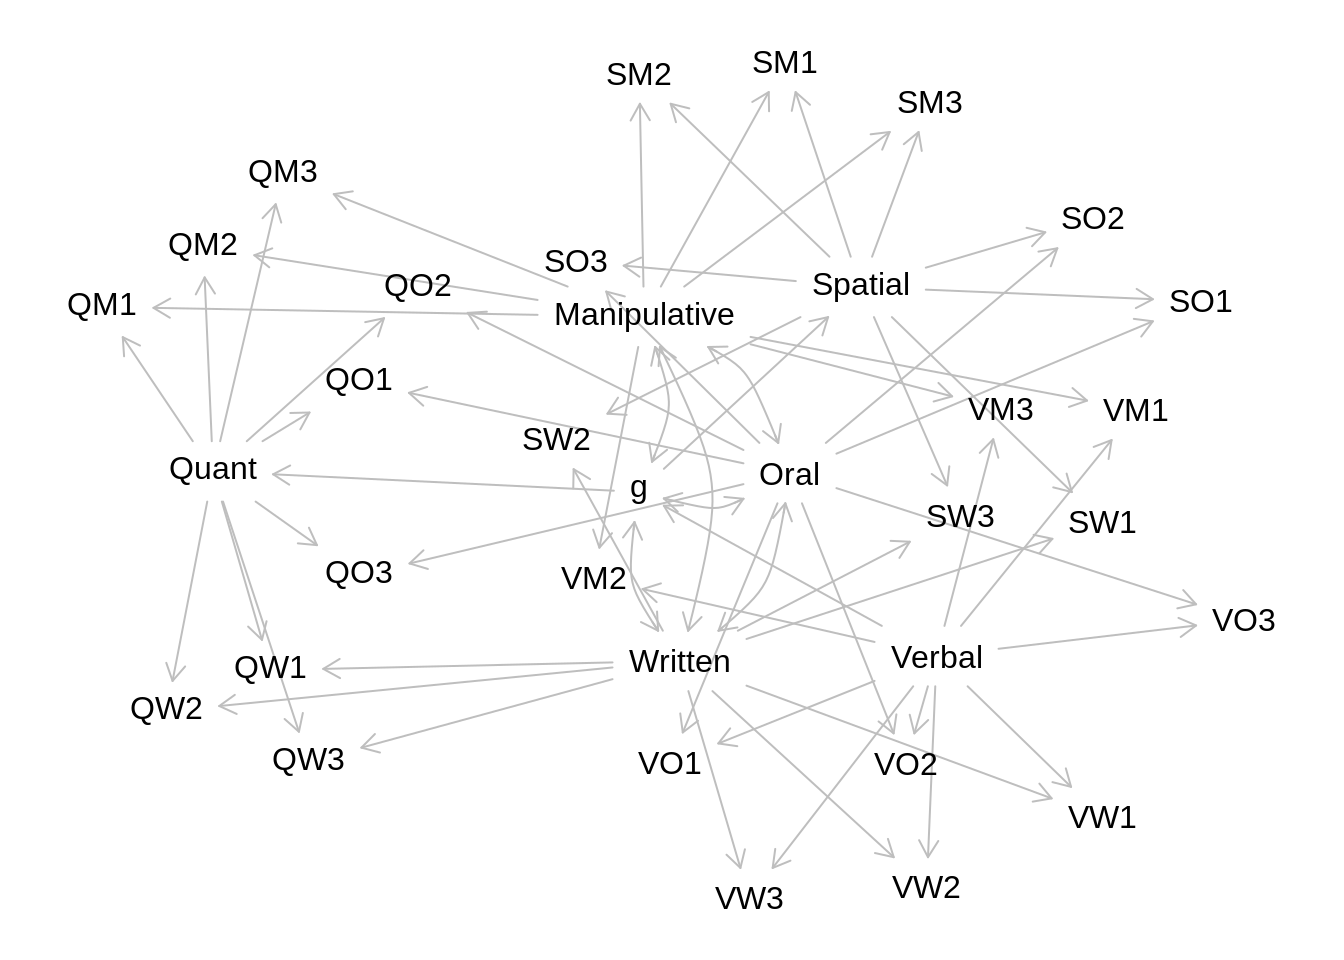 SM1
SM2
SM3
QM3
SO2
QM2
SO3
QO2
Spatial
SO1
QM1
Manipulative
QO1
VM3
VM1
SW2
Quant
g
Oral
SW3
SW1
QO3
VM2
VO3
QW1
Written
Verbal
QW2
QW3
VO1
VO2
VW1
VW3
VW2